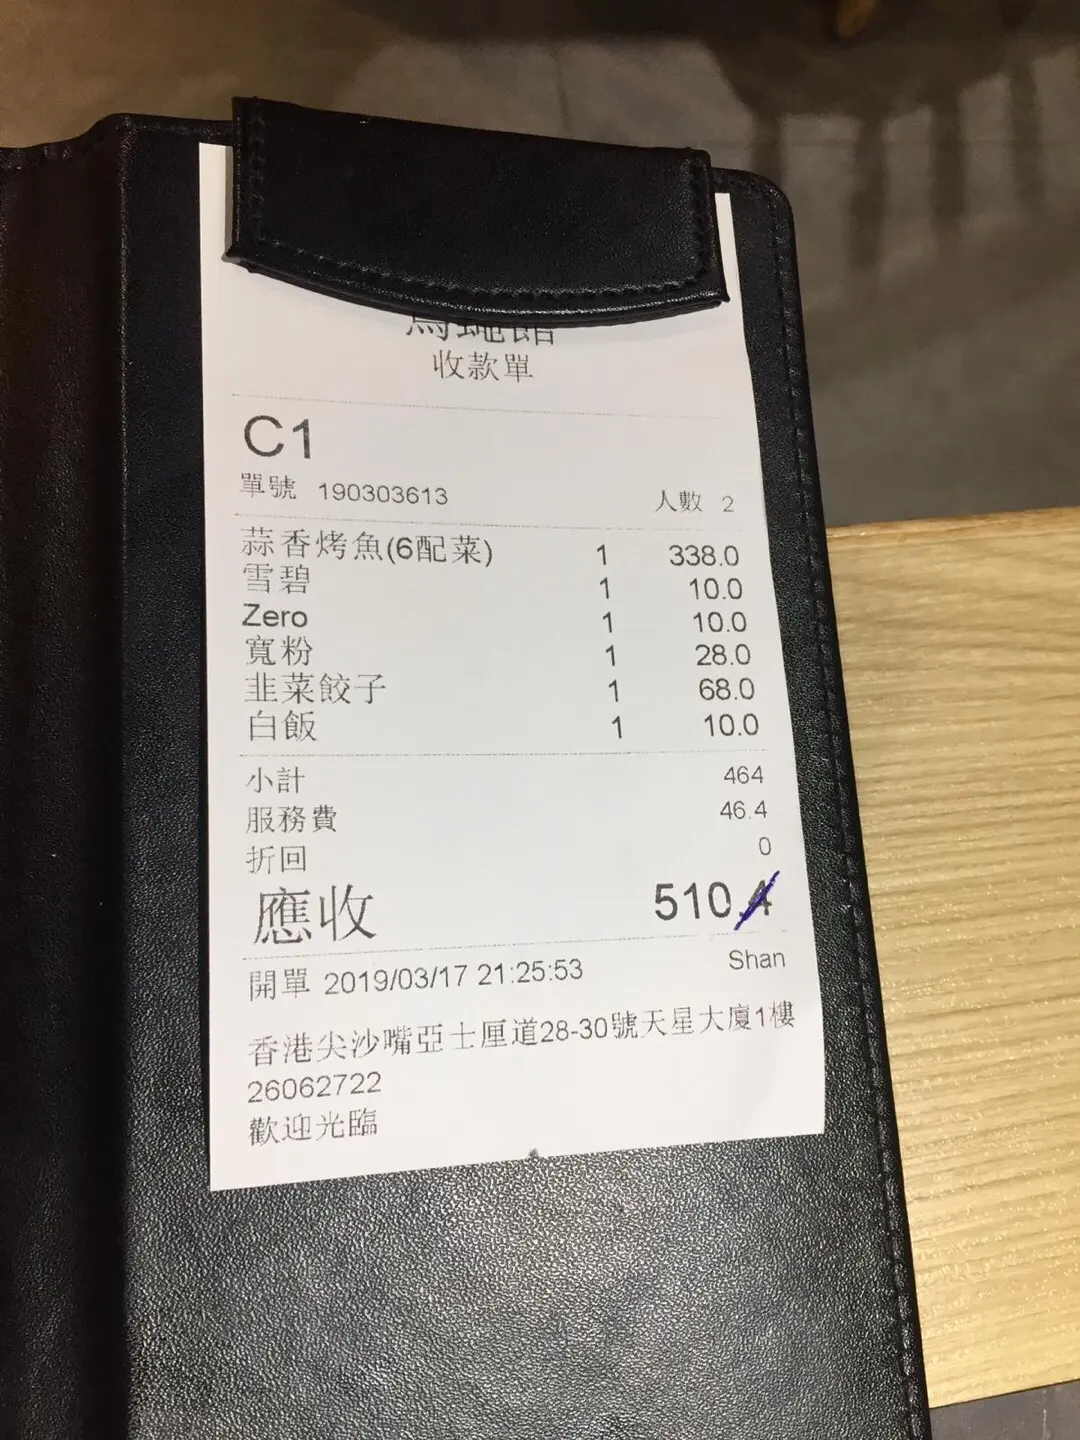 收款單
C1
單號 190303613 人數 2
蒜香烤魚(6配菜) 1 338.0
雪碧 1 10.0
Zero 1 10.0
寬粉 1 28.0
韭菜餃子 1 68.0
白飯 1 10.0
小計 464
服務費 46.4
折回 0
應收 510.4
開單 2019/03/17 21:25:53 Shan
香港尖沙嘴亞士厘道28-30號天星大廈1樓
26062722
歡迎光臨